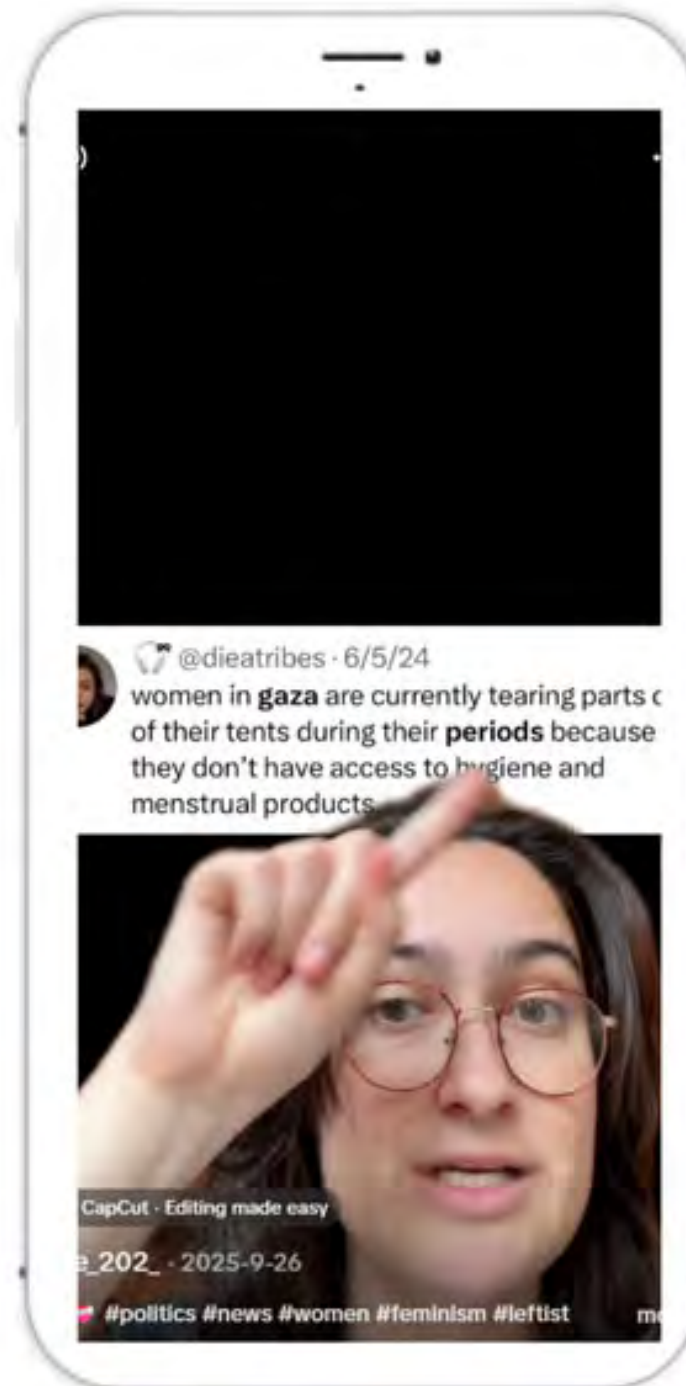 @dieatribes · 6/5/24
women in gaza are currently tearing parts
of their tents during their periods because
they don't have access to hygiene and
menstrual products
CapCut · Editing made easy
_202_ · 2025-9-26
#politics #news #women #feminism #leftist